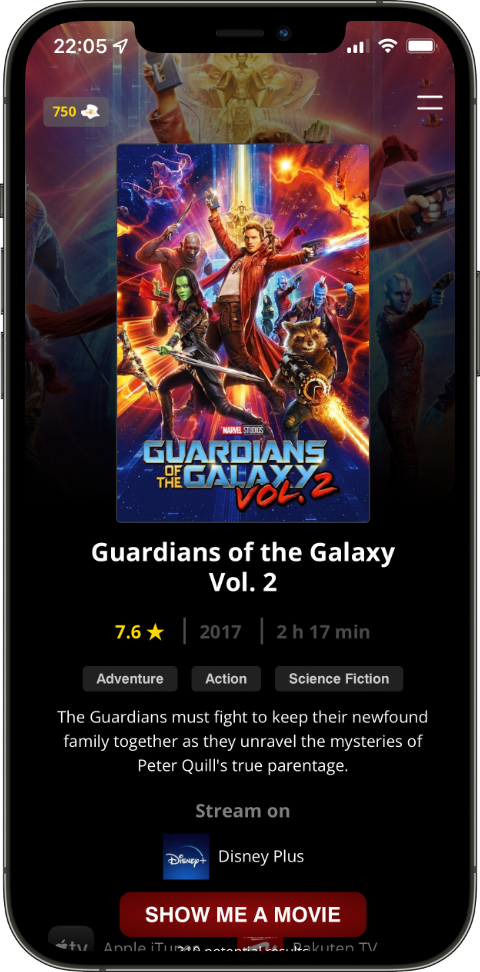 22:05
750
MARVEL STUDIOS
GUARDIANS
OF THE GALAXY
VOL. 2
Guardians of the Galaxy
Vol. 2
7.6 ★ | 2017 | 2 h 17 min
Adventure Action Science Fiction
The Guardians must fight to keep their newfound
family together as they unravel the mysteries of
Peter Quill's true parentage.
Stream on
Disney+ Disney Plus
SHOW ME A MOVIE
tv Apple iTunes Rakuten TV
210 potential results